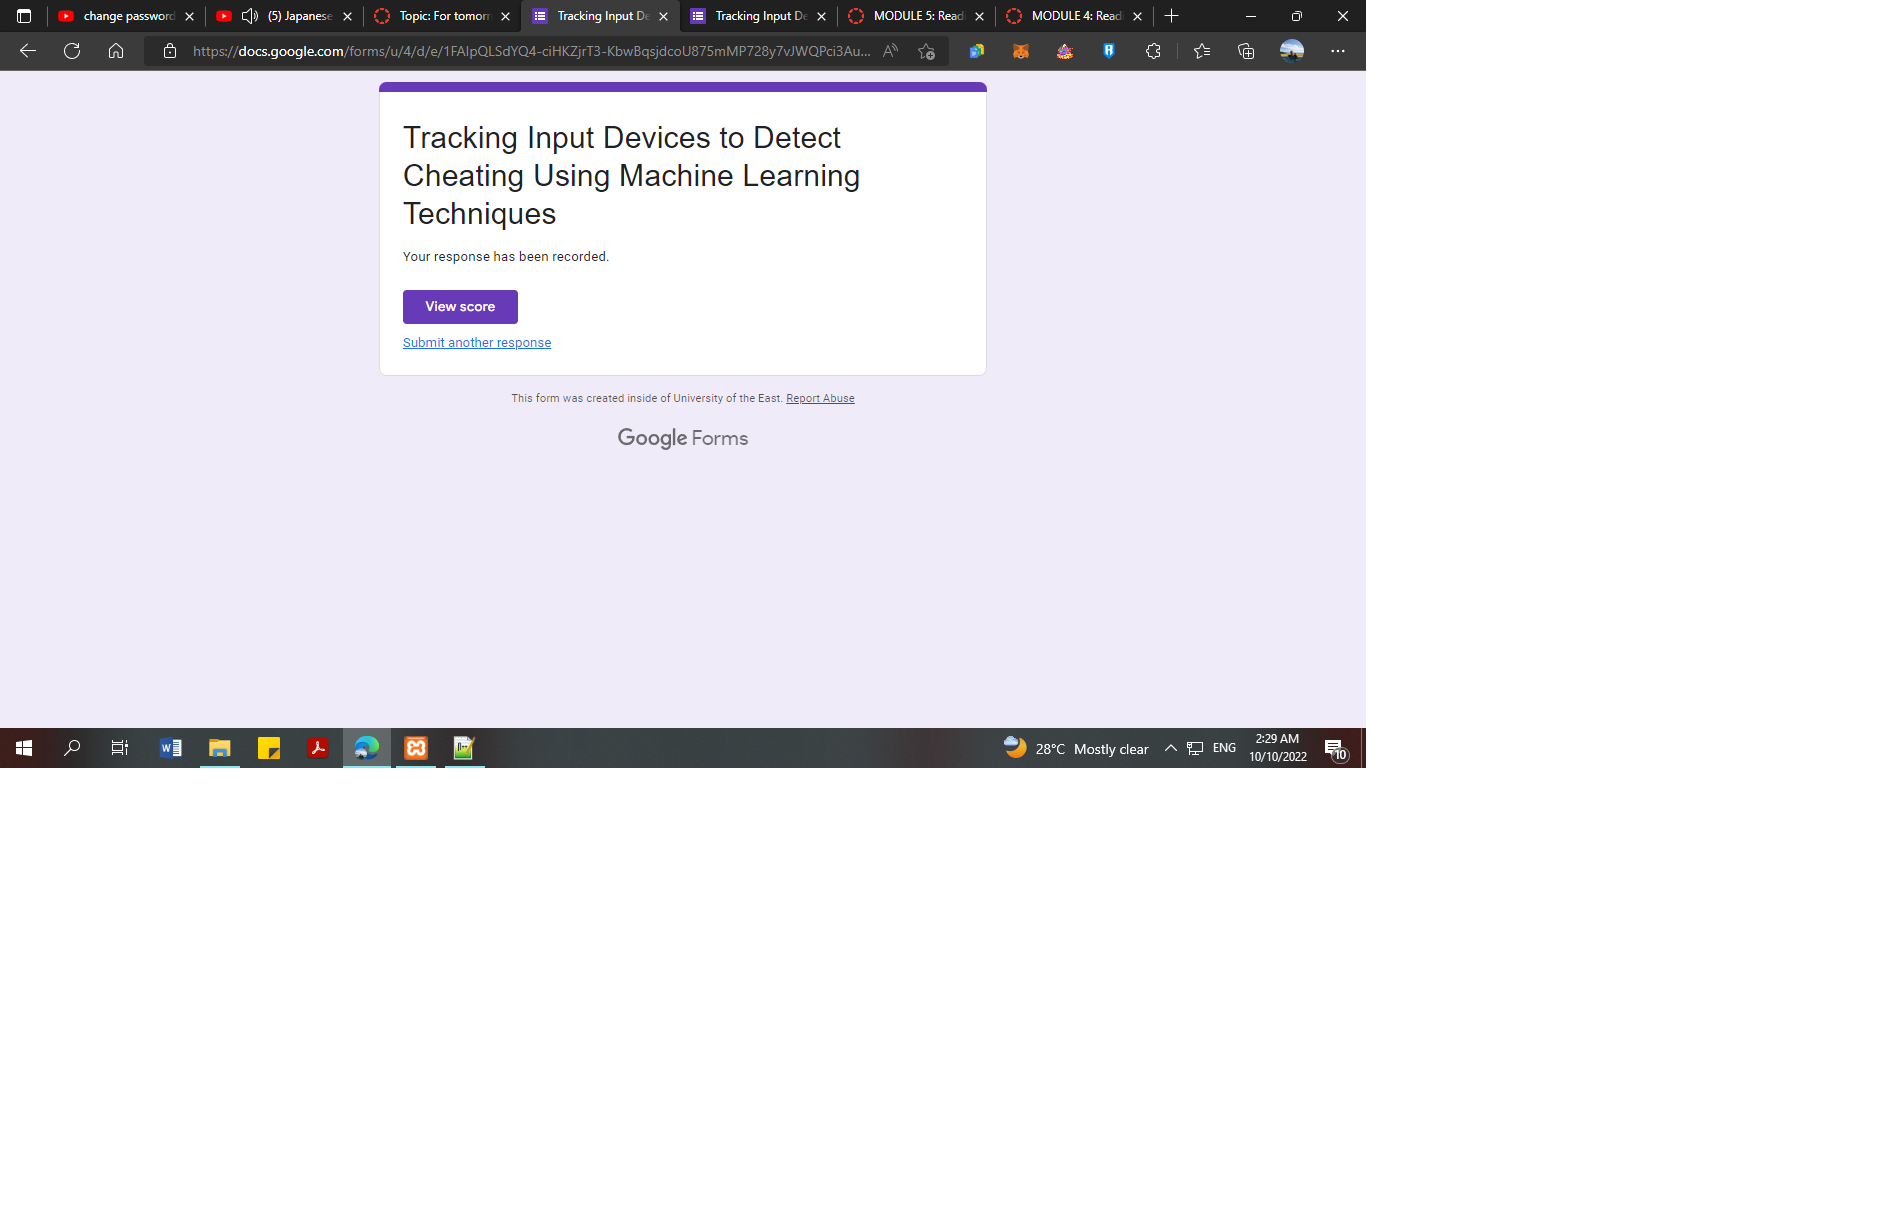 change password
(5) Japanese
Topic: For tomorr
Tracking Input De
Tracking Input De
MODULE 5: Read
MODULE 4: Readi
https://docs.google.com/forms/u/4/d/e/1FAIpQLSdYQ4-ciHKZjrT3-KbwBqsjdcoU875mMP728y7vJWQPci3Au...
Tracking Input Devices to Detect
Cheating Using Machine Learning
Techniques
Your response has been recorded.
View score
Submit another response
This form was created inside of University of the East. Report Abuse
Google Forms
28°C Mostly clear
ENG
2:29 AM
10/10/2022
10